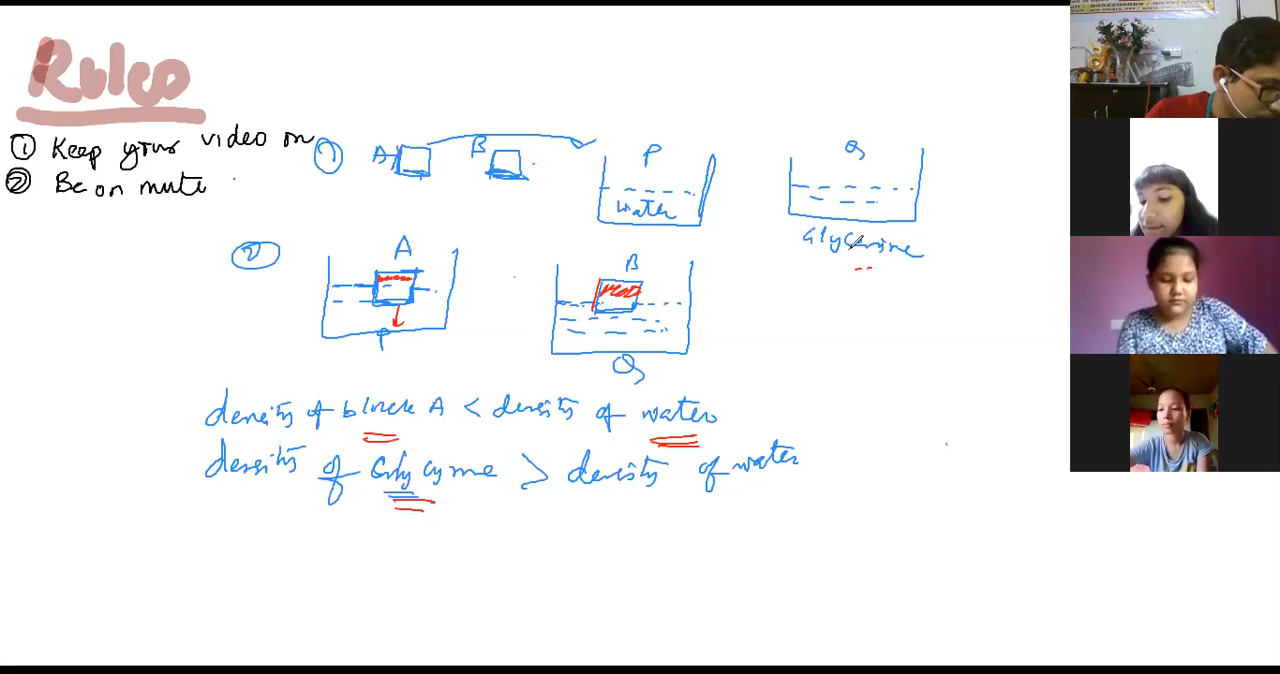 Rules
① Keep your video on
② Be on mute
1 A B P Q
water
Glycerine
2 A B
P Q
density of block A < density of water
density of Glycyrine > density of water